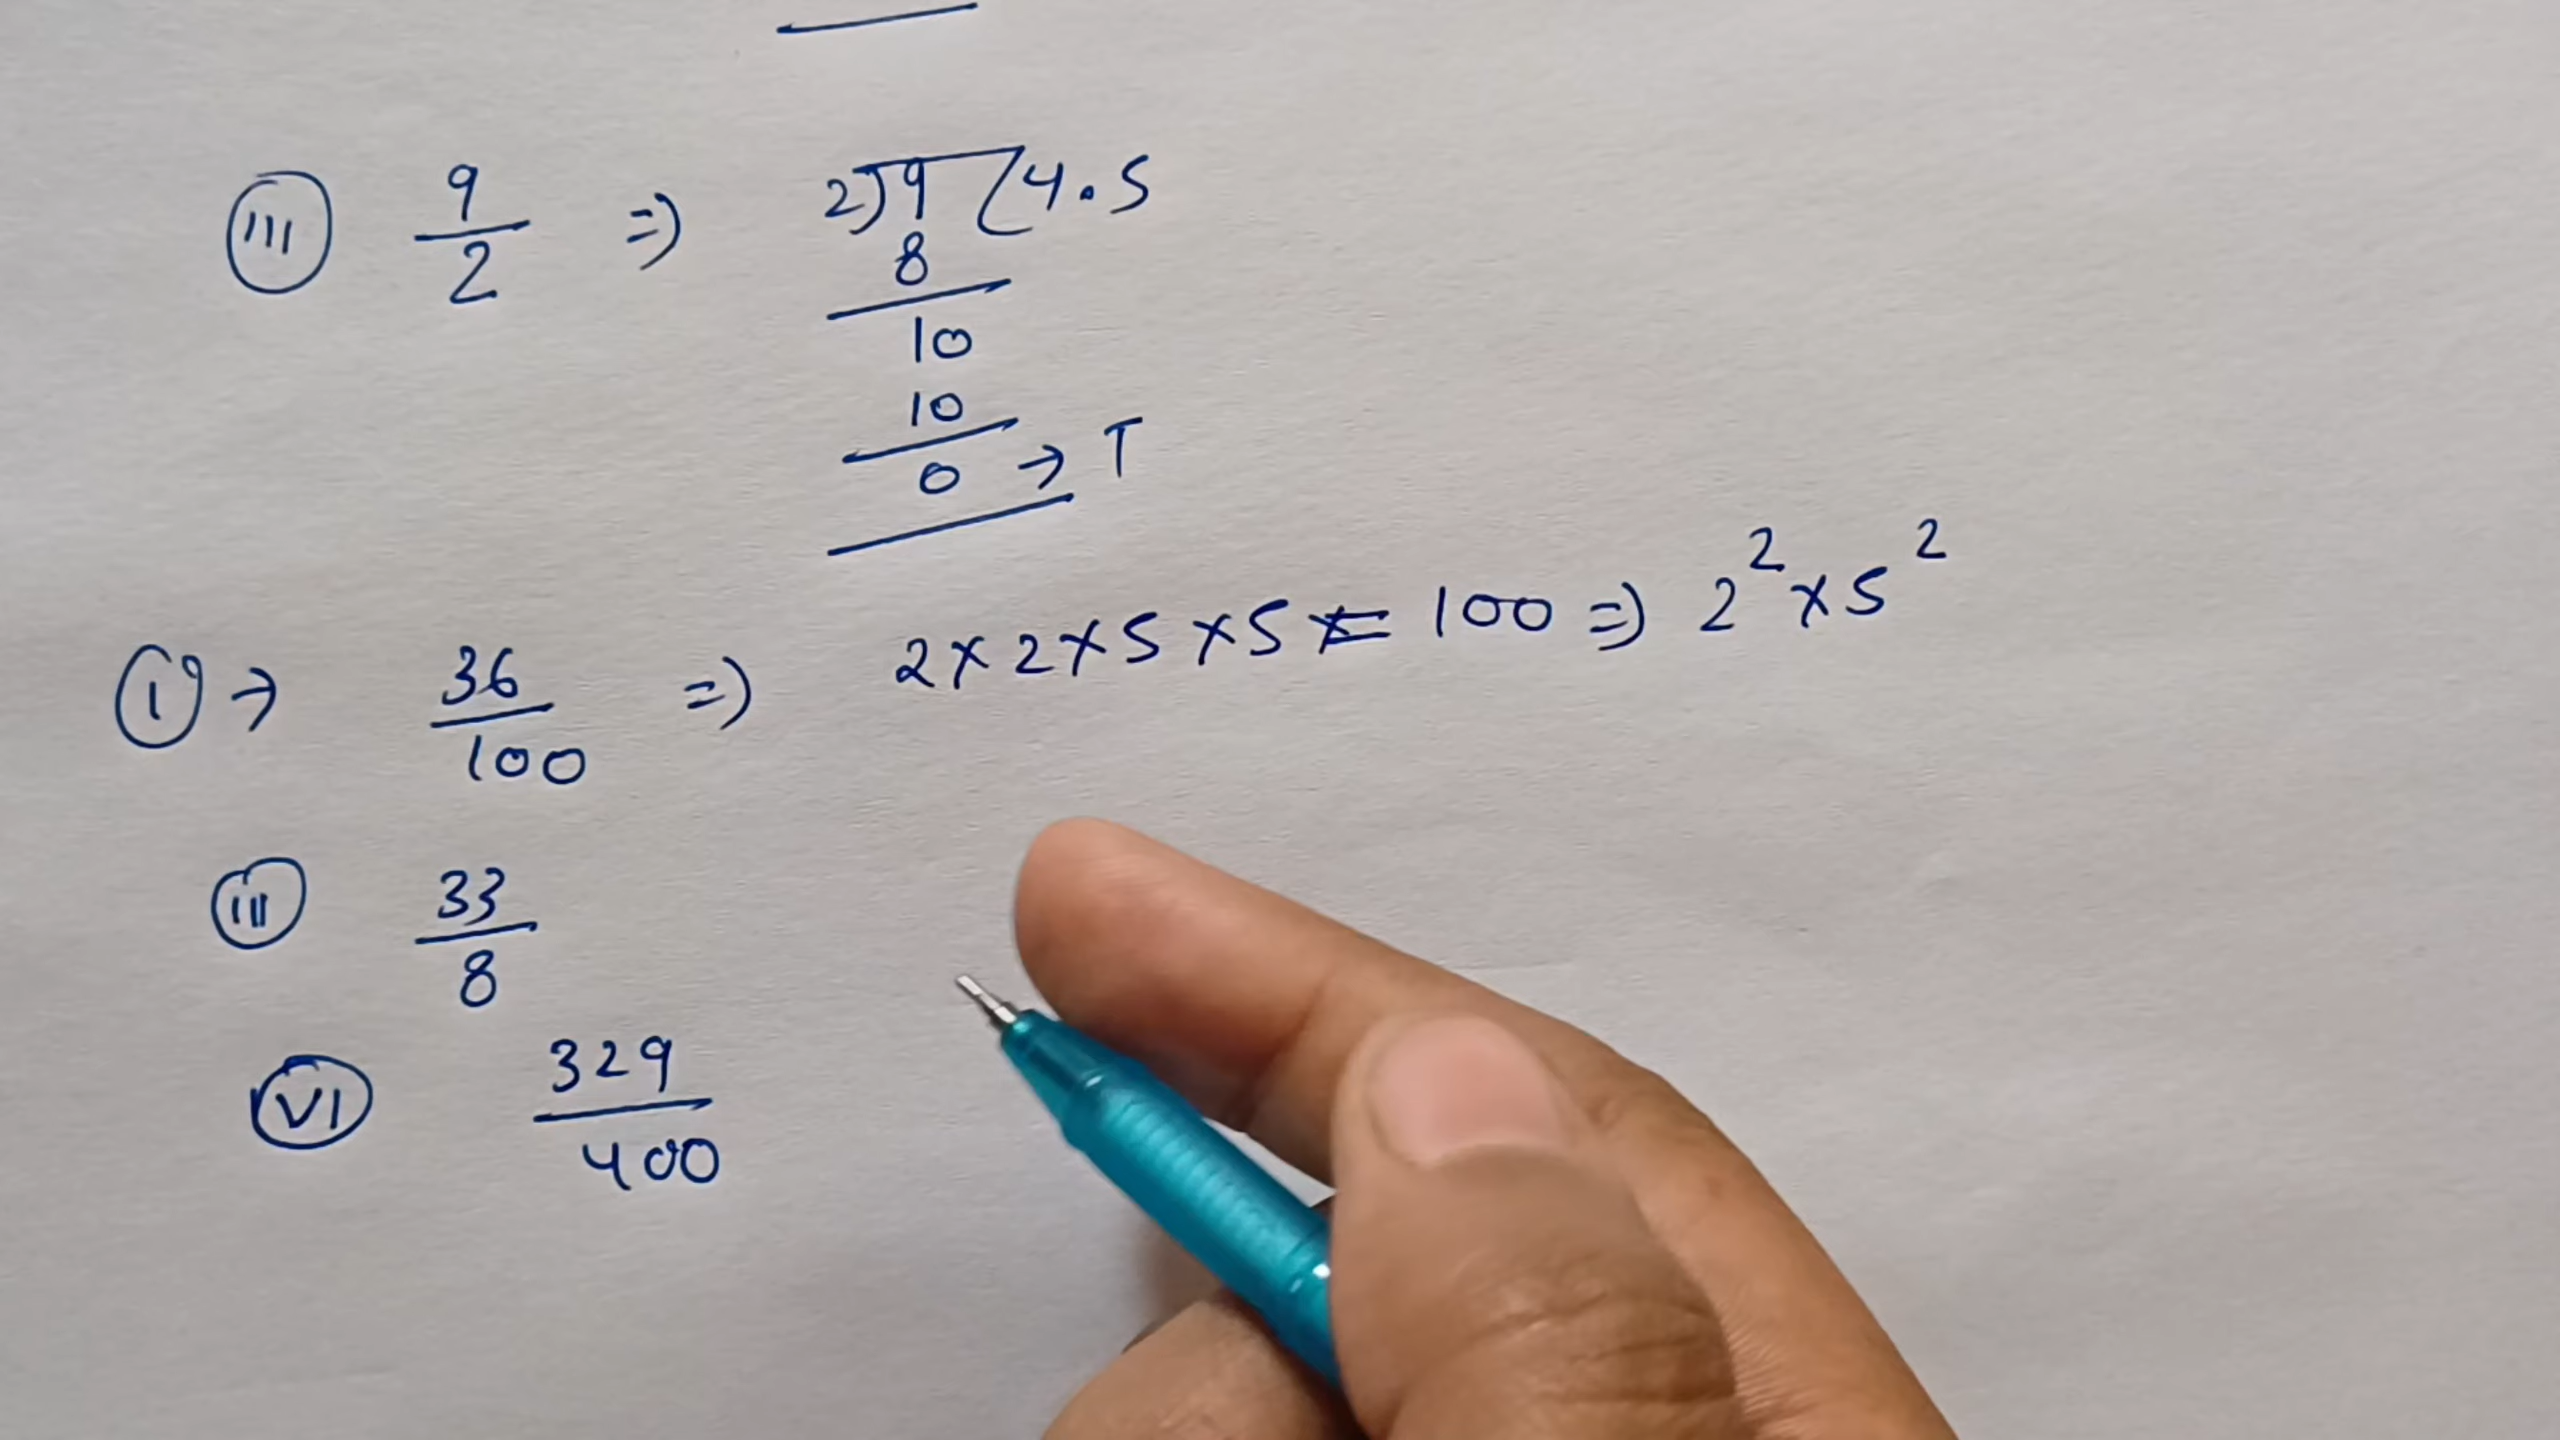 III 9/2 => 2)9(4.5
8
10
10
0 → T
I → 36/100 => 2×2×5×5 = 100 => 2² × 5²
III 33/8
VI 329/400